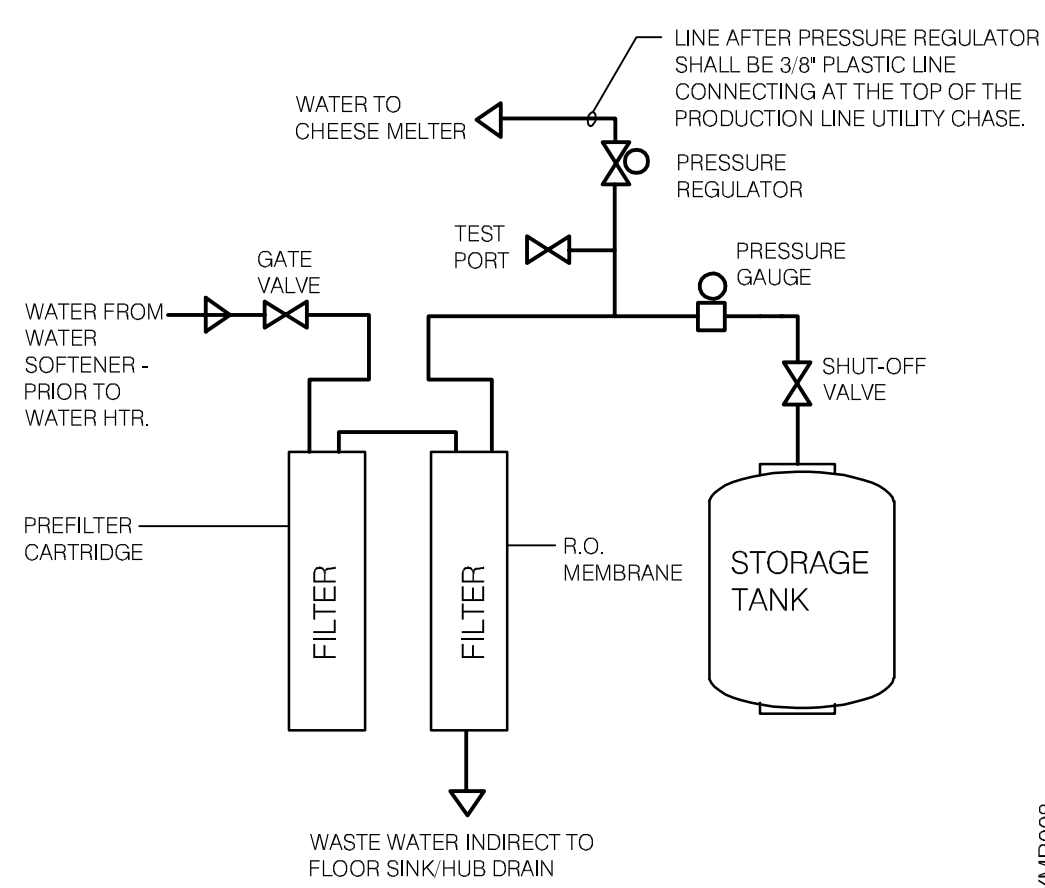 LINE AFTER PRESSURE REGULATOR
SHALL BE 3/8" PLASTIC LINE
CONNECTING AT THE TOP OF THE
PRODUCTION LINE UTILITY CHASE.
WATER TO
CHEESE MELTER
PRESSURE
REGULATOR
TEST
PORT
PRESSURE
GAUGE
GATE
VALVE
WATER FROM
WATER
SOFTENER -
PRIOR TO
WATER HTR.
SHUT-OFF
VALVE
PREFILTER
CARTRIDGE
FILTER
FILTER
R.O.
MEMBRANE
STORAGE
TANK
WASTE WATER INDIRECT TO
FLOOR SINK/HUB DRAIN